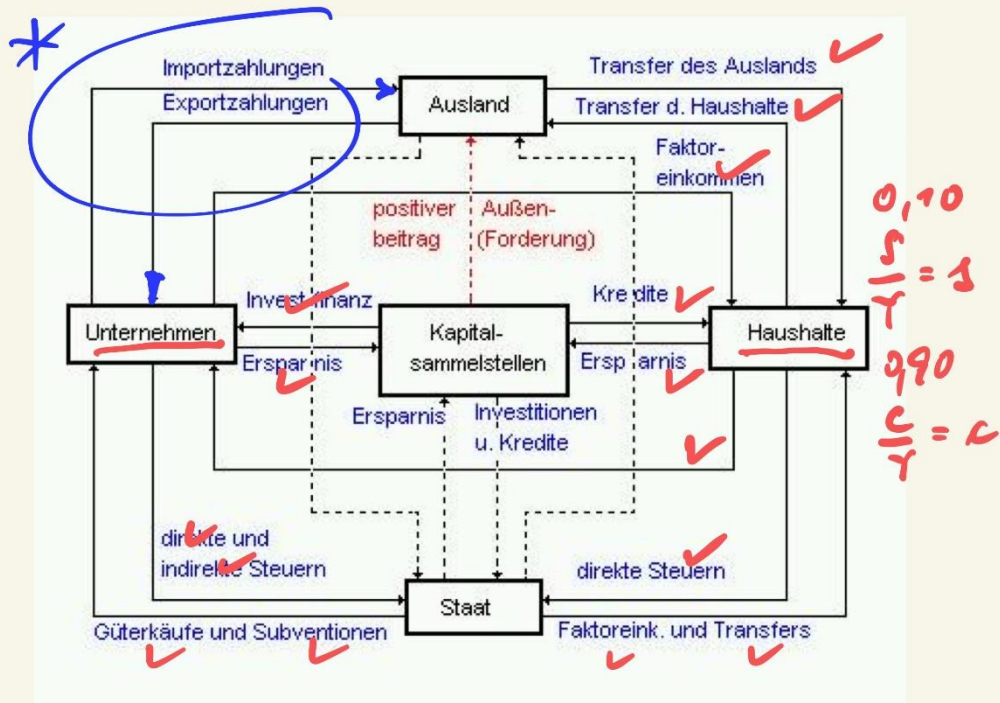 Importzahlungen
Exportzahlungen
Ausland
Transfer des Auslands
Transfer d. Haushalte
Faktor-
einkommen
positiver Außen-
beitrag (Forderung)
0,10
S/Y = s
0,90
C/Y = c
Invest finanz
Kredite
Unternehmen
Kapital-
sammelstellen
Haushalte
Ersparnis
Ersparnis
Ersparnis
Investitionen
u. Kredite
direkte und
indirekte Steuern
direkte Steuern
Staat
Güterkäufe und Subventionen
Faktoreink. und Transfers